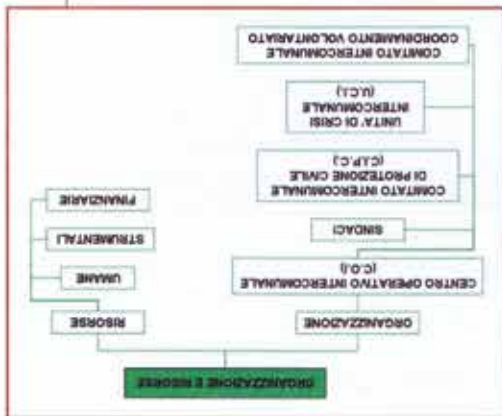 ORGANIZZAZIONE E RISORSE
ORGANIZZAZIONE
CENTRO OPERATIVO INTERCOMUNALE
(C.O.I)
SINDACI
COMITATO INTERCOMUNALE
DI PROTEZIONE CIVILE
(C.I.P.C.)
UNITA' DI CRISI
INTERCOMUNALE
(U.C.I.)
COMITATO INTERCOMUNALE
COORDINAMENTO VOLONTARIATO
RISORSE
UMANE
STRUMENTALI
FINANZIARIE